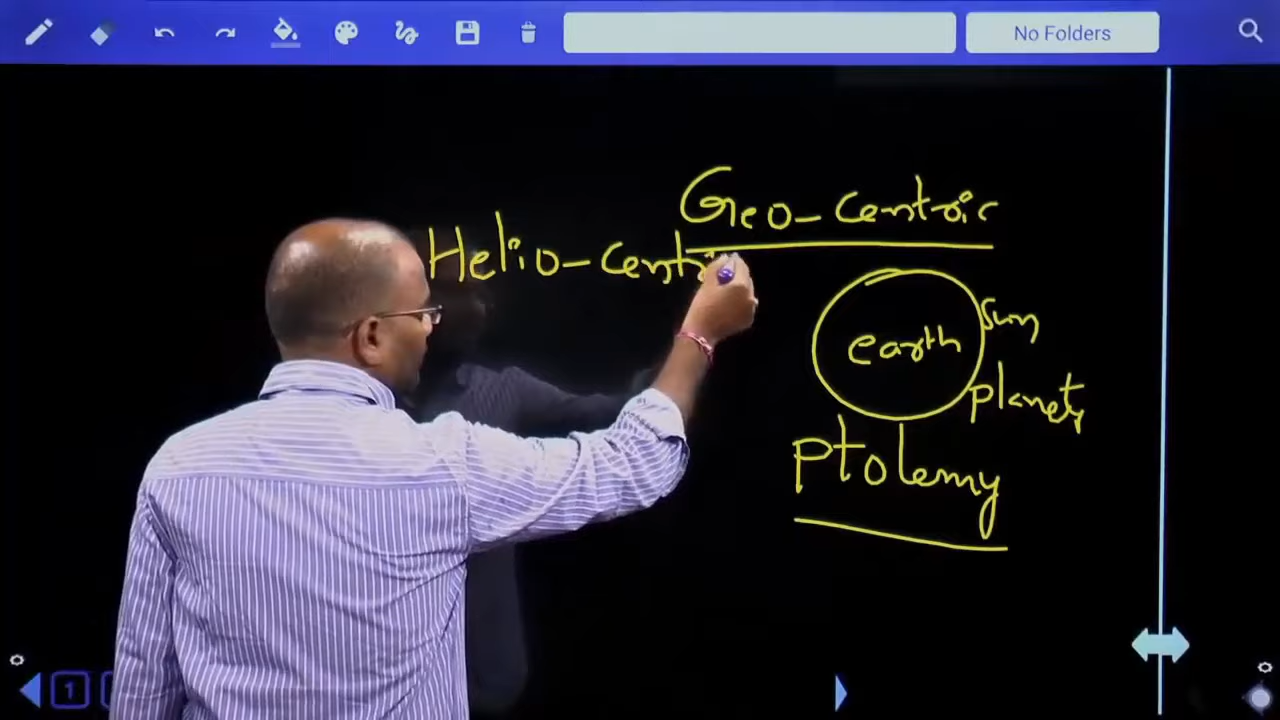 No Folders
Geo-Centric
Helio-Centri
earth
sun
planets
Ptolemy
1